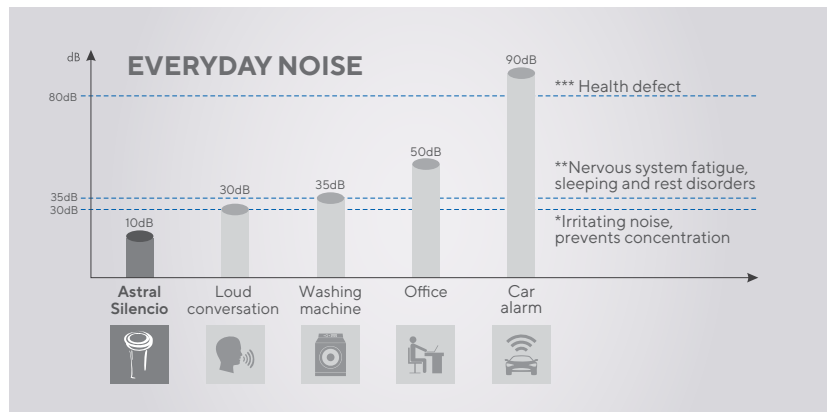 EVERYDAY NOISE
dB
80dB
35dB
30dB
10dB
30dB
35dB
50dB
90dB
*** Health defect
**Nervous system fatigue,
sleeping and rest disorders
*Irritating noise,
prevents concentration
Astral
Silencio
Loud
conversation
Washing
machine
Office
Car
alarm